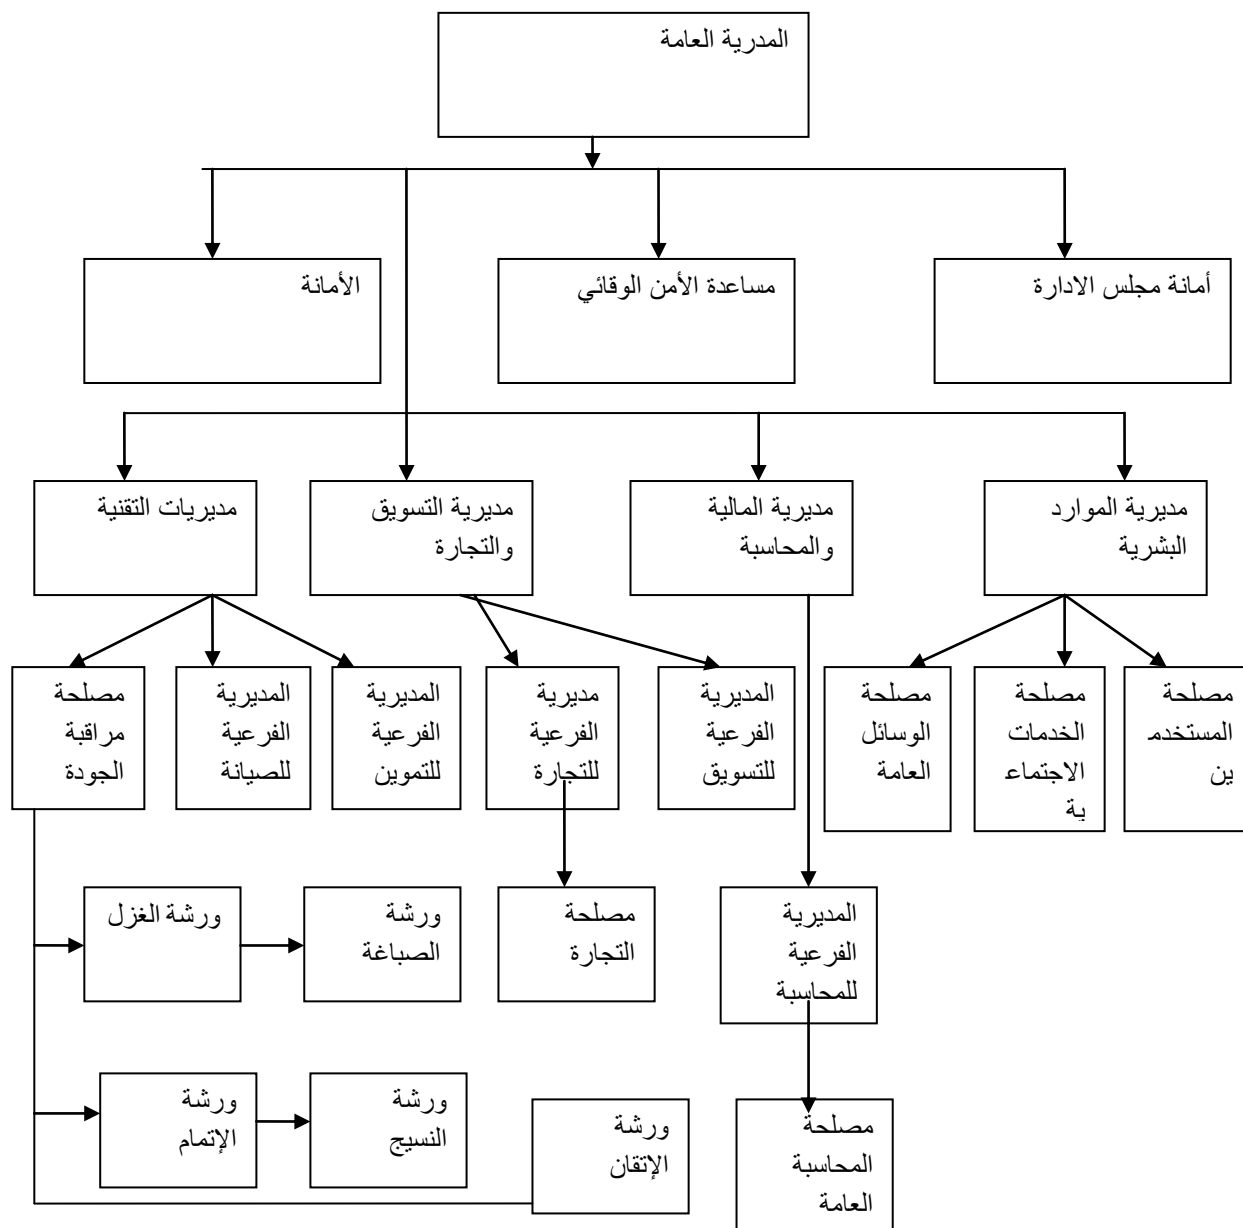 المدرية العامة
أمانة مجلس الادارة
مساعدة الأمن الوقائي
الأمانة
مديرية الموارد
البشرية
مديرية المالية
والمحاسبة
مديرية التسويق
والتجارة
مديريات التقنية
مصلحة
المستخدمـ
ين
مصلحة
الخدمات
الاجتماعـ
ية
مصلحة
الوسائل
العامة
المديرية
الفرعية
للتسويق
مديرية
الفرعية
للتجارة
المديرية
الفرعية
للتموين
المديرية
الفرعية
للصيانة
مصلحة
مراقبة
الجودة
المديرية
الفرعية
للمحاسبة
مصلحة
التجارة
ورشة
الصباغة
ورشة الغزل
مصلحة
المحاسبة
العامة
ورشة
الإتقان
ورشة
النسيج
ورشة
الإتمام